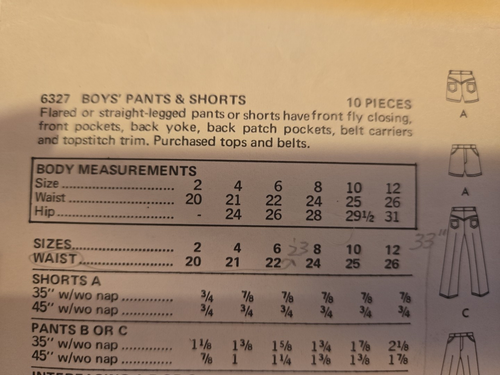 6327 BOYS' PANTS & SHORTS 10 PIECES
Flared or straight-legged pants or shorts have front fly closing,
front pockets, back yoke, back patch pockets, belt carriers
and topstitch trim. Purchased tops and belts.
A
BODY MEASUREMENTS
Size 2 4 6 8 10 12
Waist 20 21 22 24 25 26
Hip - 24 26 28 29½ 31
A
SIZES 2 4 6 23 8 10 12 33"
WAIST 20 21 22 24 25 26
SHORTS A
35" w/wo nap ¾ ⅞ ⅞ ⅞ ⅞ ⅞
45" w/wo nap ¾ ¾ ¾ ¾ ¾ ¾
C
PANTS B OR C
35" w/wo nap 1⅛ 1⅜ 1⅝ 1¾ 1⅞ 2⅛
45" w/wo nap ⅞ 1 1¼ 1⅜ 1⅜ 1⅞